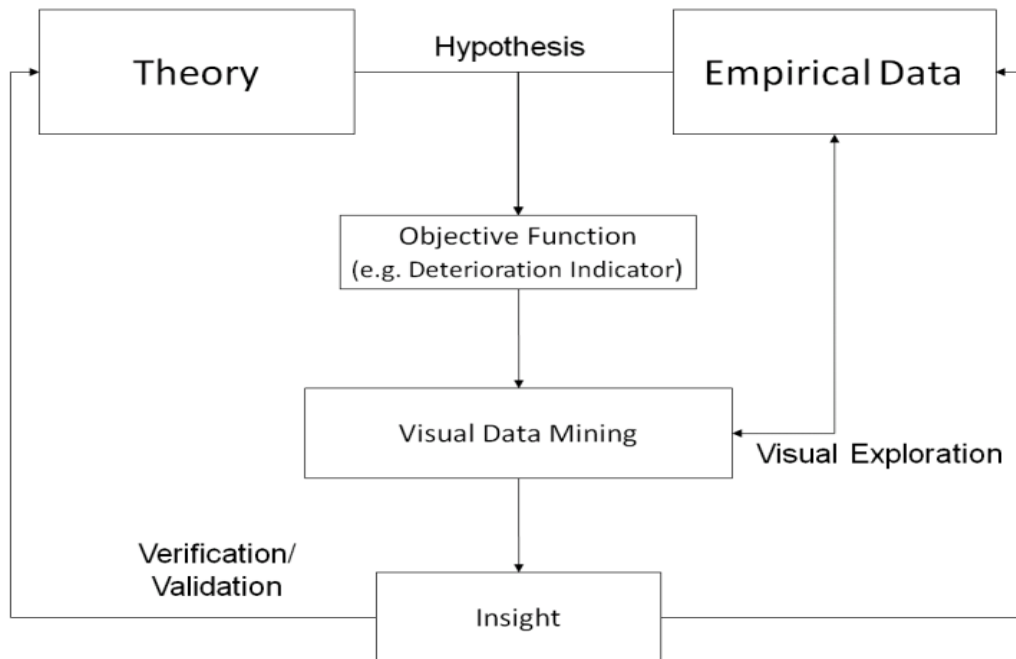 Theory
Hypothesis
Empirical Data
Objective Function
(e.g. Deterioration Indicator)
Visual Data Mining
Visual Exploration
Verification/
Validation
Insight